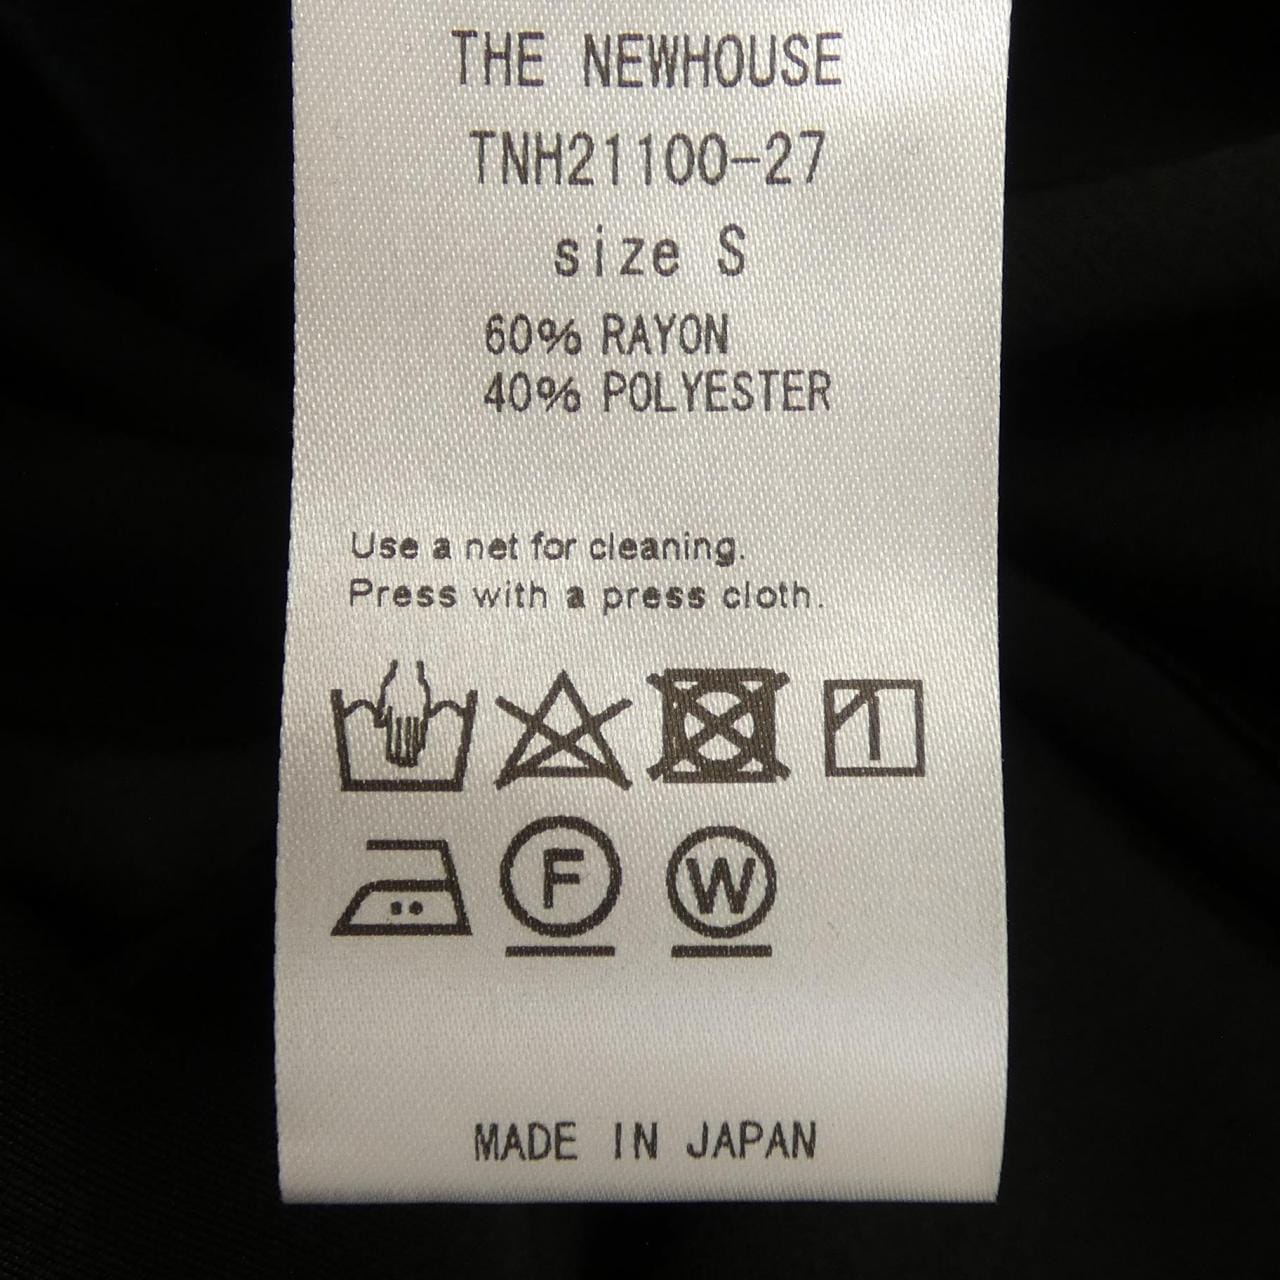 THE NEWHOUSE
TNH21100-27
size S
60% RAYON
40% POLYESTER
Use a net for cleaning.
Press with a press cloth.
F W
MADE IN JAPAN